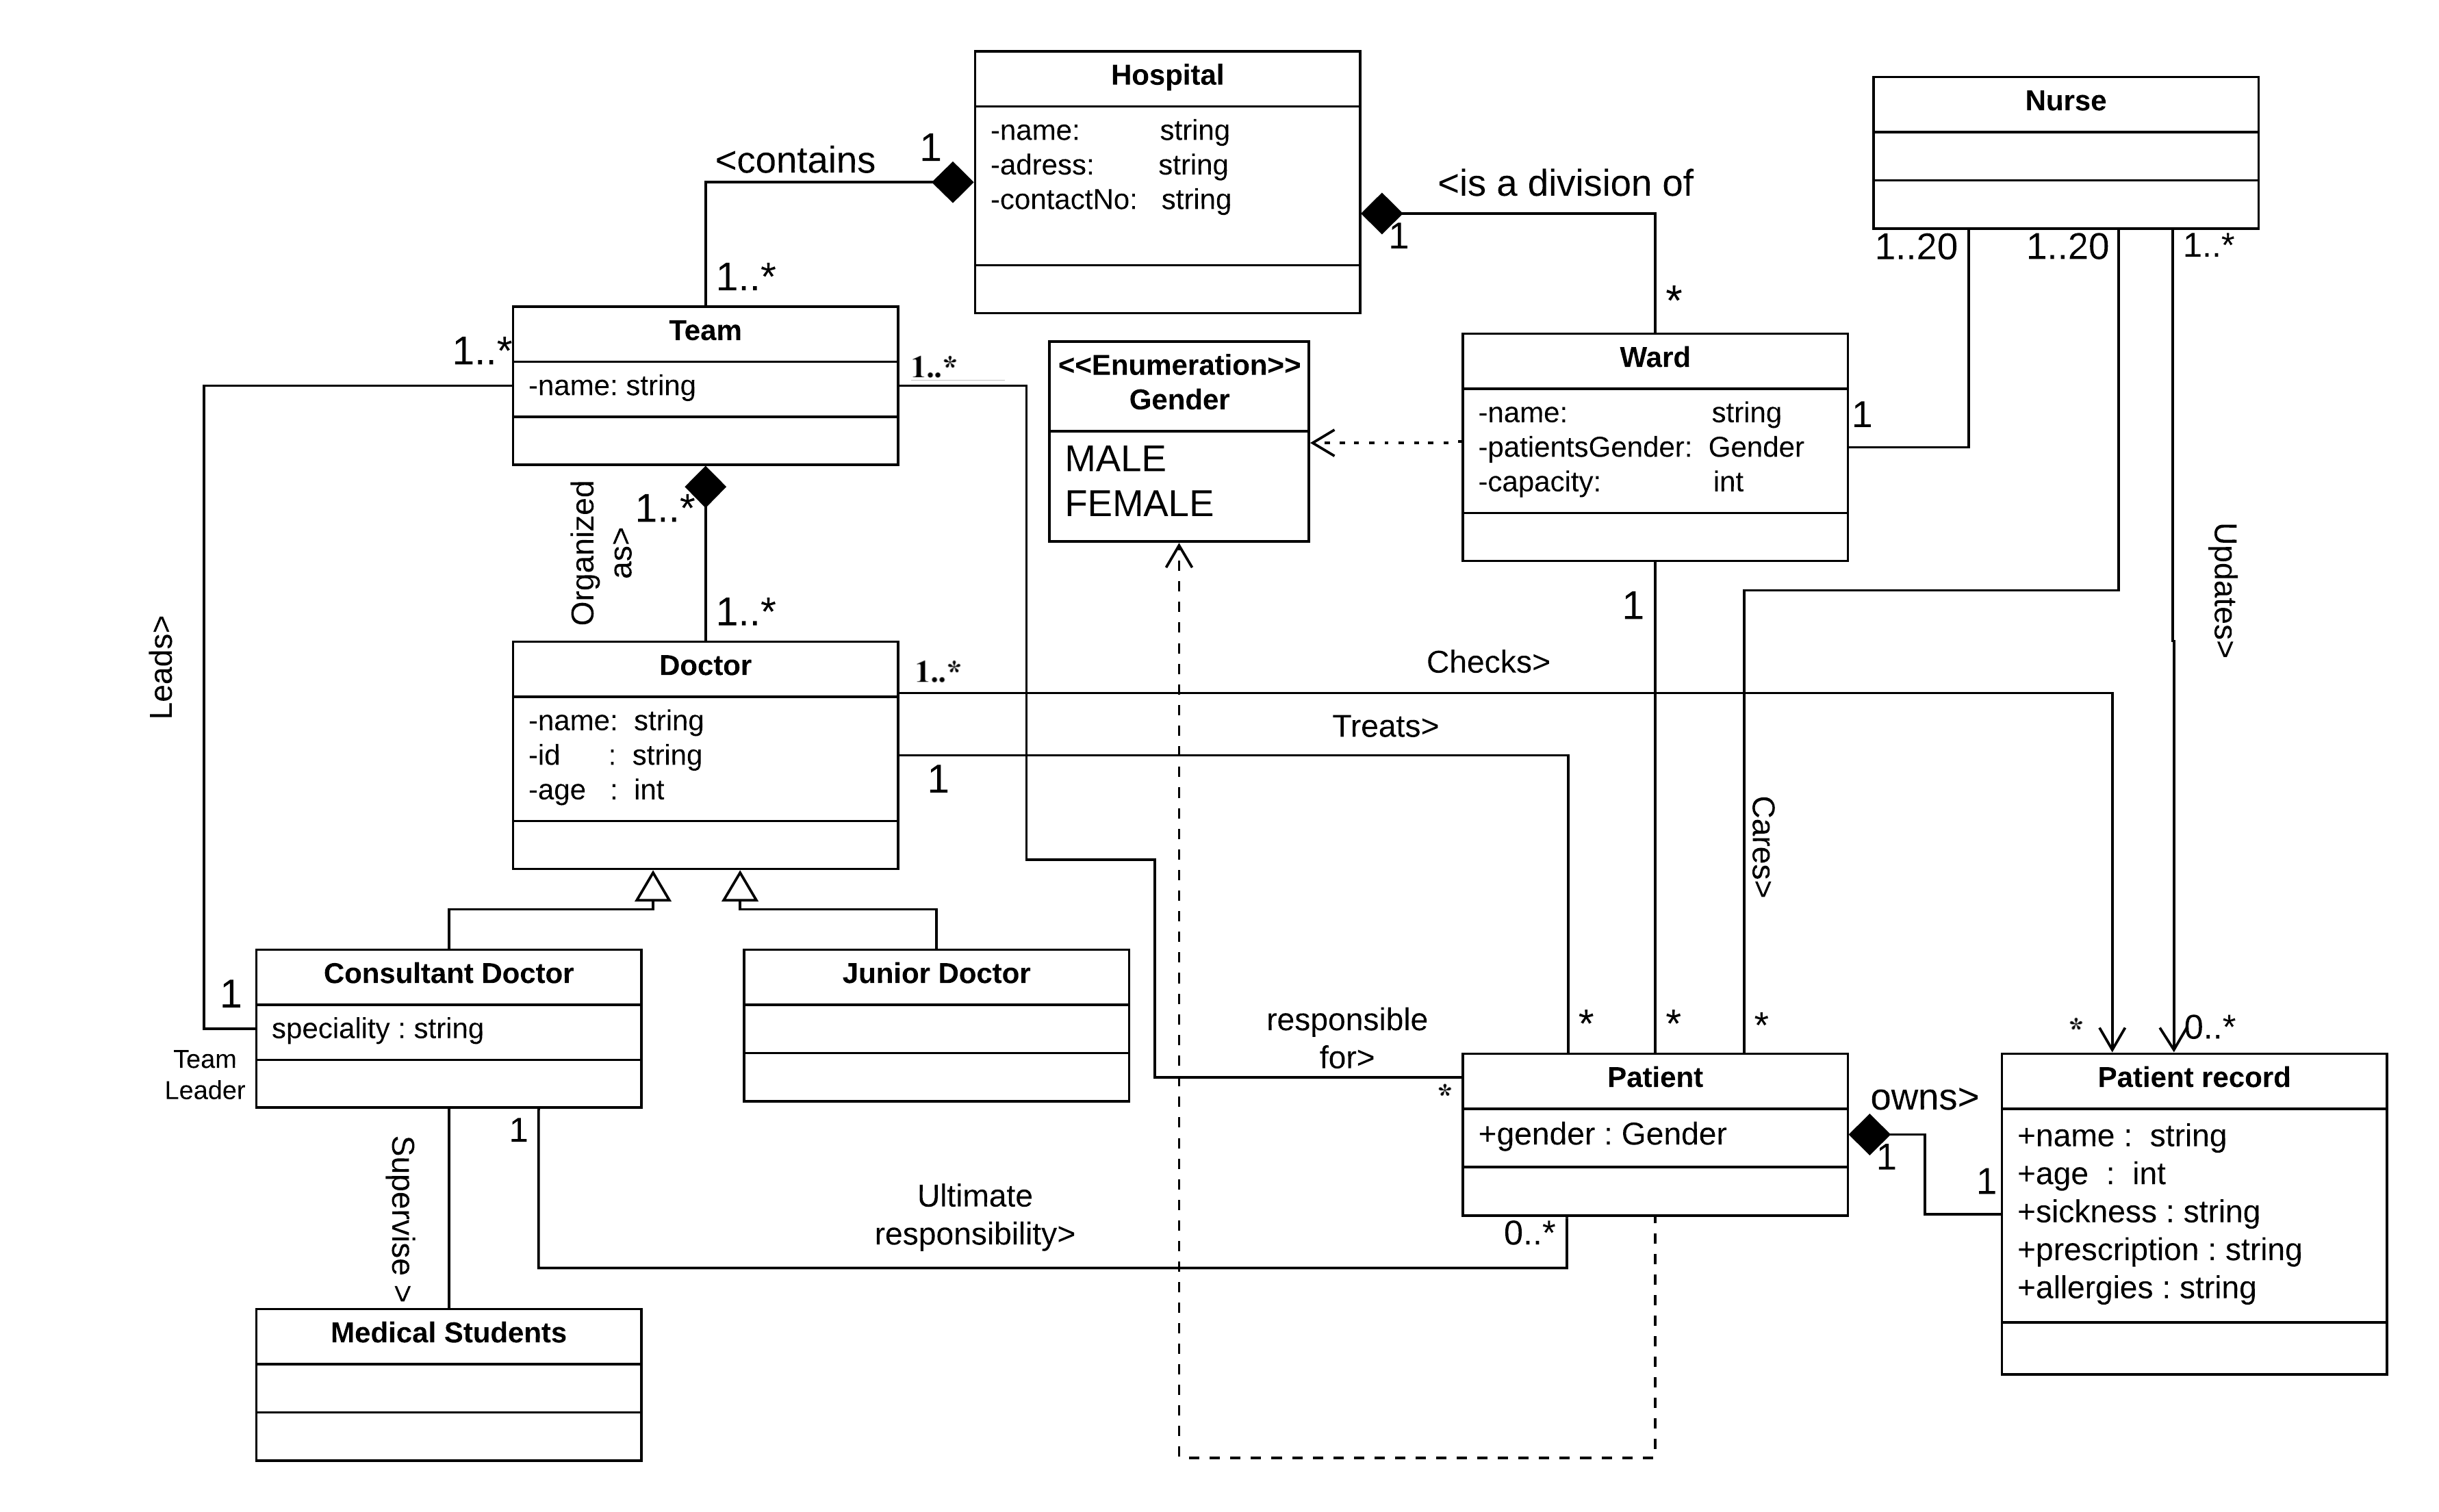 Hospital
-name: string
-adress: string
-contactNo: string
Nurse
<contains
1
1..*
<is a division of
1
*
1..20
1..20
1..*
Team
-name: string
1..*
1..*
<<Enumeration>>
Gender
MALE
FEMALE
Ward
-name: string
-patientsGender: Gender
-capacity: int
1
Organized
as>
1..*
1..*
Leads>
1
Updates>
Doctor
-name: string
-id : string
-age : int
1..*
Checks>
Treats>
1
Cares>
Consultant Doctor
speciality : string
1
Team
Leader
Junior Doctor
responsible
for>
*
*
*
*
*
0..*
Patient
+gender : Gender
owns>
1
1
Patient record
+name : string
+age : int
+sickness : string
+prescription : string
+allergies : string
Supervise >
1
Ultimate
responsibility>
0..*
Medical Students